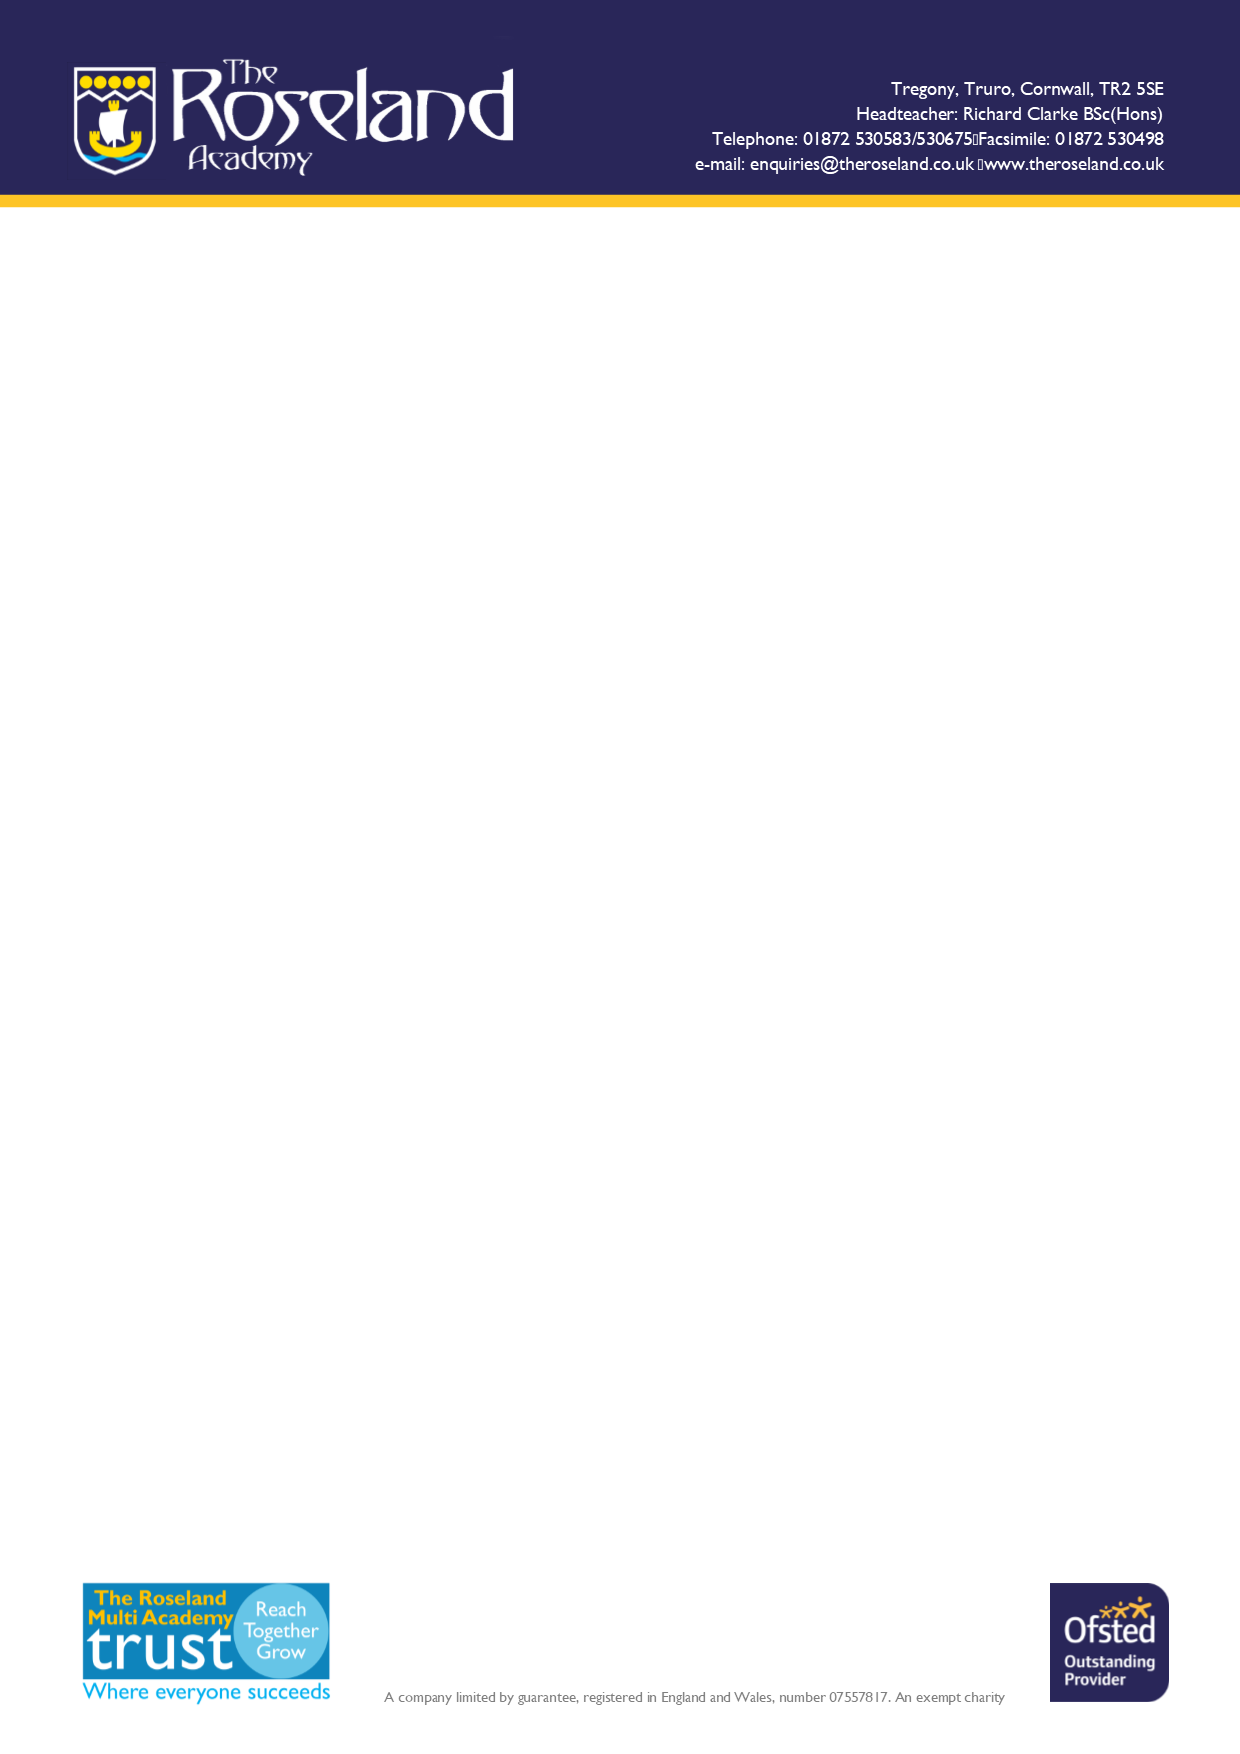 The
Roseland
Academy
Tregony, Truro, Cornwall, TR2 5SE
Headteacher: Richard Clarke BSc(Hons)
Telephone: 01872 530583/530675▯Facsimile: 01872 530498
e-mail: enquiries@theroseland.co.uk ▯www.theroseland.co.uk
The Roseland
Multi Academy
trust
Reach
Together
Grow
Where everyone succeeds
A company limited by guarantee, registered in England and Wales, number 07557817. An exempt charity
Ofsted
Outstanding
Provider